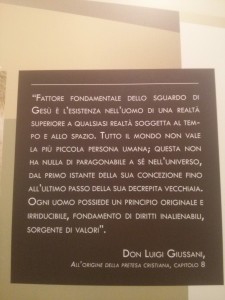 “Fattore fondamentale dello sguardo di
Gesù è l’esistenza nell’uomo di una realtà
superiore a qualsiasi realtà soggetta al tem-
po e allo spazio. Tutto il mondo non vale
la più piccola persona umana; questa non
ha nulla di paragonabile a sé nell’universo,
dal primo istante della sua concezione fino
all’ultimo passo della sua decrepita vecchiaia.
Ogni uomo possiede un principio originale e
irriducibile, fondamento di diritti inalienabili,
sorgente di valori”.
Don Luigi Giussani,
All’origine della pretesa cristiana, capitolo 8